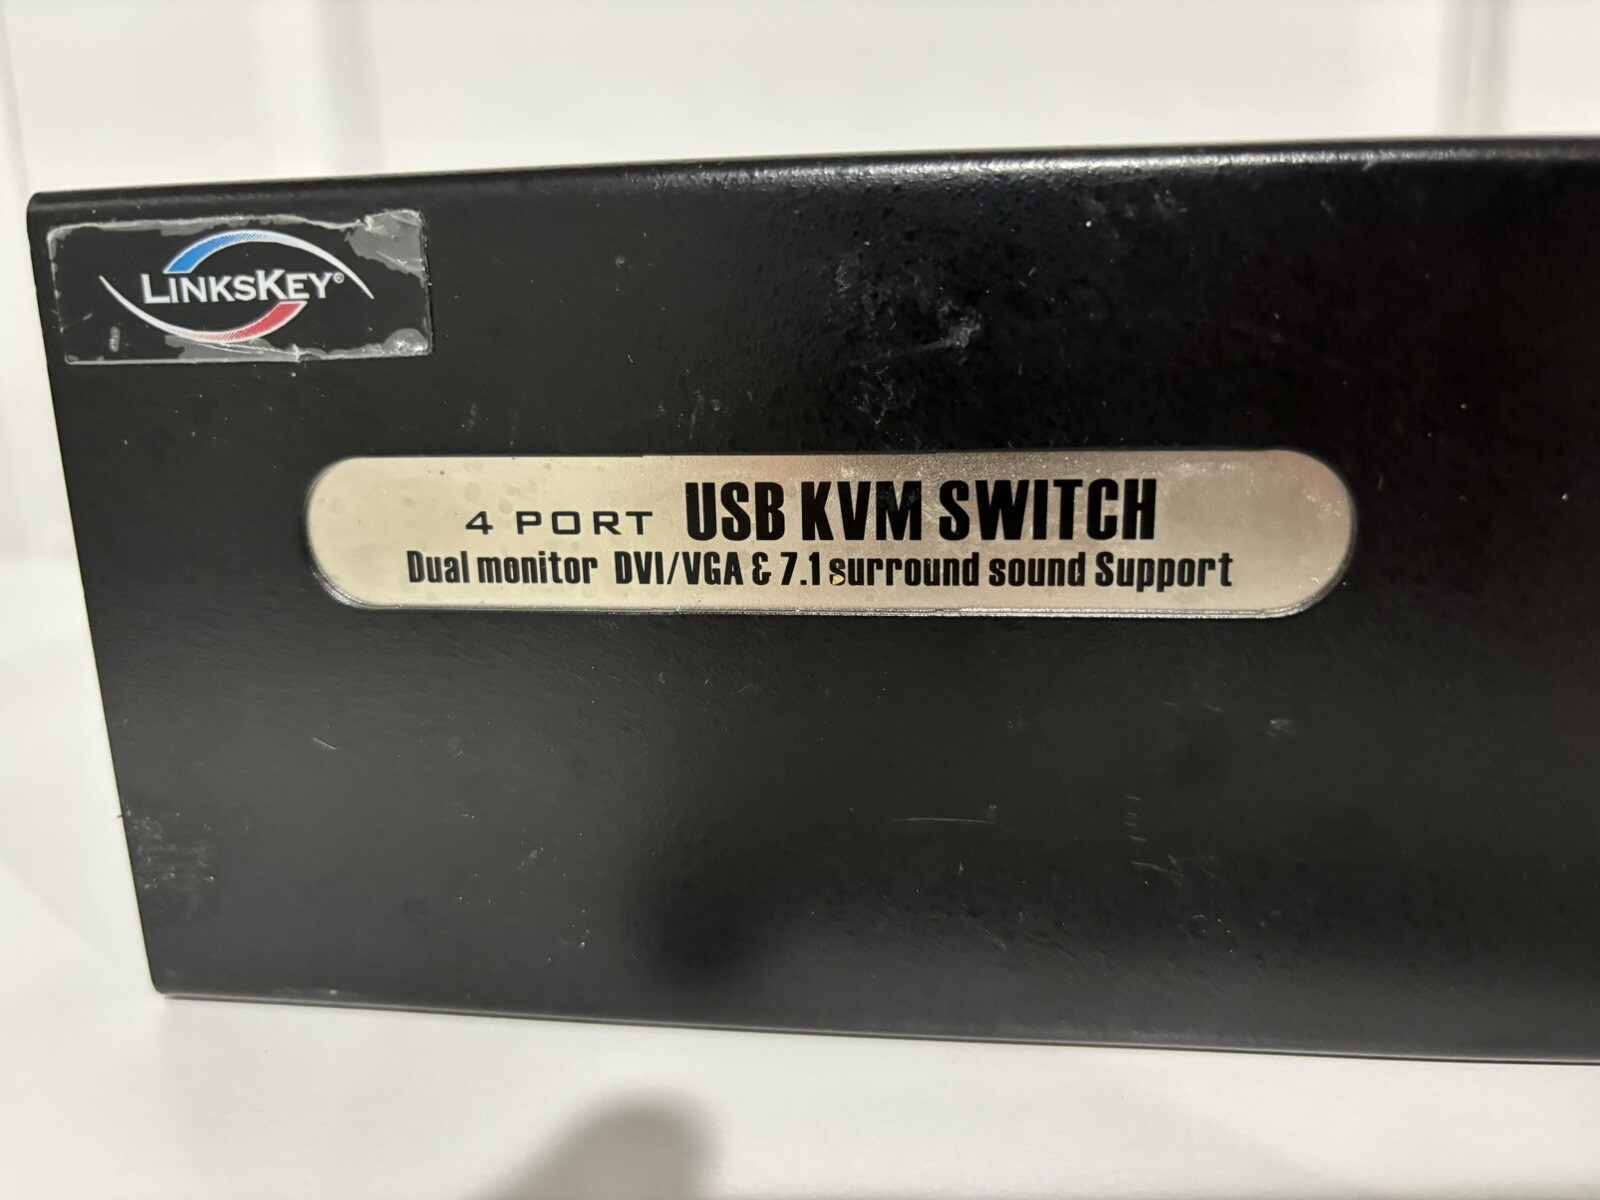 LINKSKEY®
4 PORT USB KVM SWITCH
Dual monitor DVI/VGA & 7.1 surround sound Support